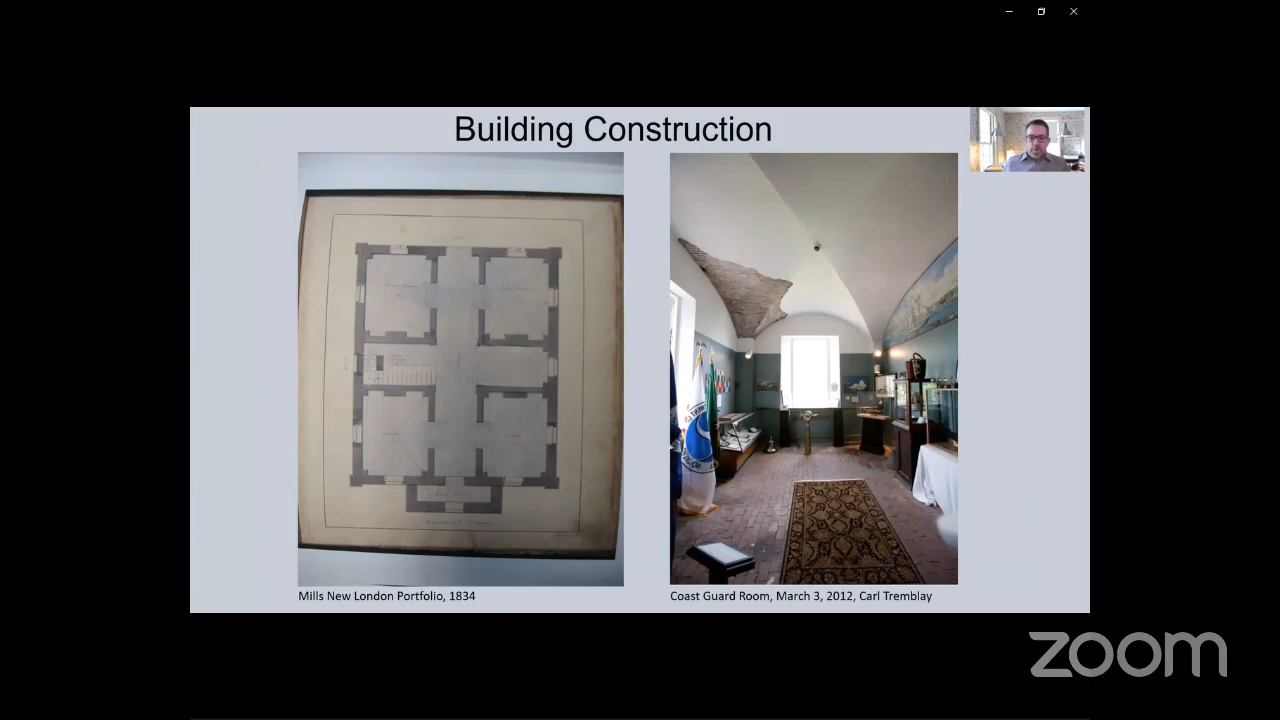 Building Construction
Mills New London Portfolio, 1834
Coast Guard Room, March 3, 2012, Carl Tremblay
zoom